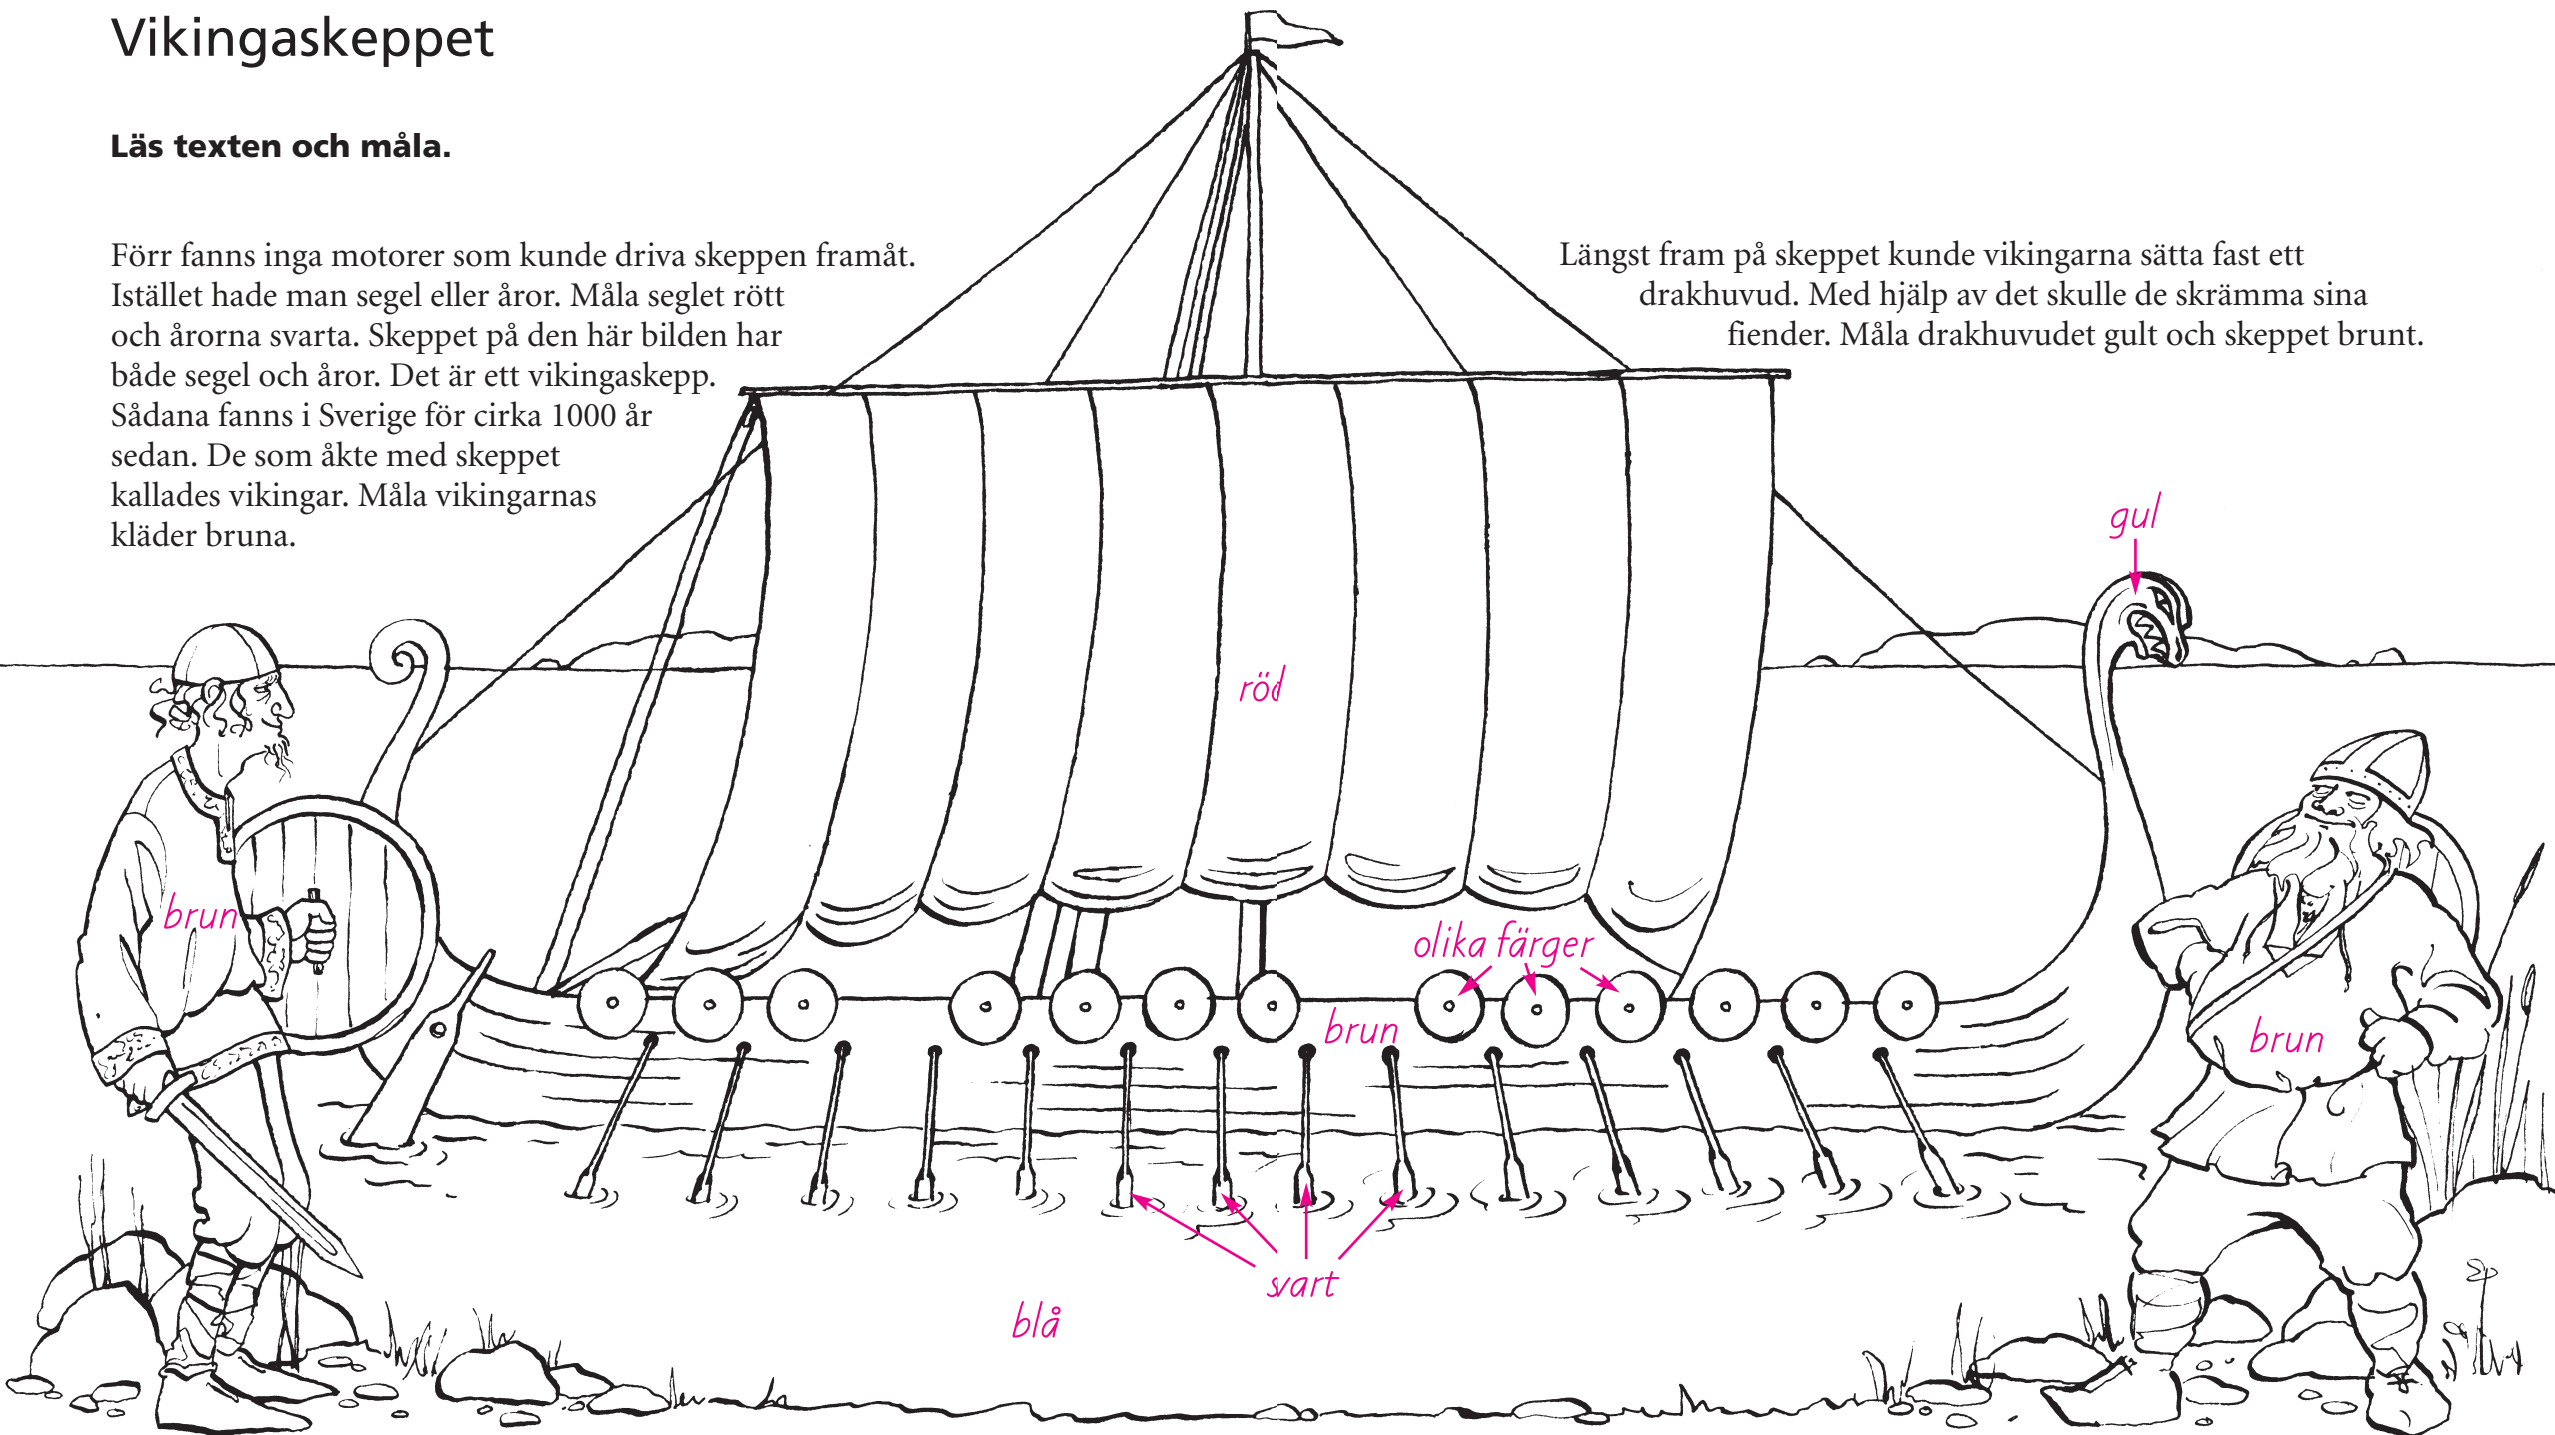 Vikingaskeppet
Läs texten och måla.
Förr fanns inga motorer som kunde driva skeppen framåt.
Istället hade man segel eller åror. Måla seglet rött
och årorna svarta. Skeppet på den här bilden har
både segel och åror. Det är ett vikingaskepp.
Sådana fanns i Sverige för cirka 1000 år
sedan. De som åkte med skeppet
kallades vikingar. Måla vikingarnas
kläder bruna.
Längst fram på skeppet kunde vikingarna sätta fast ett
drakhuvud. Med hjälp av det skulle de skrämma sina
fiender. Måla drakhuvudet gult och skeppet brunt.
gul
röd
brun
olika färger
brun
brun
svart
blå